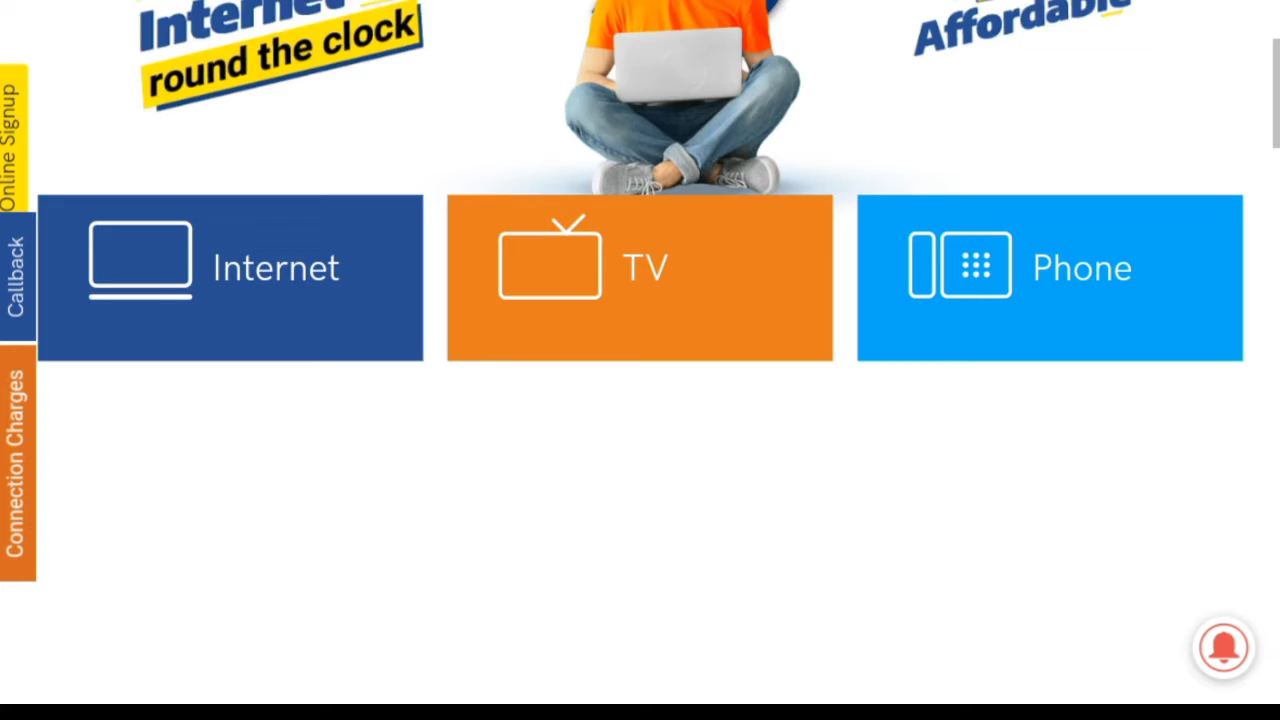 Internet
round the clock
Affordable
Online Signup
Callback
Connection Charges
Internet
TV
Phone